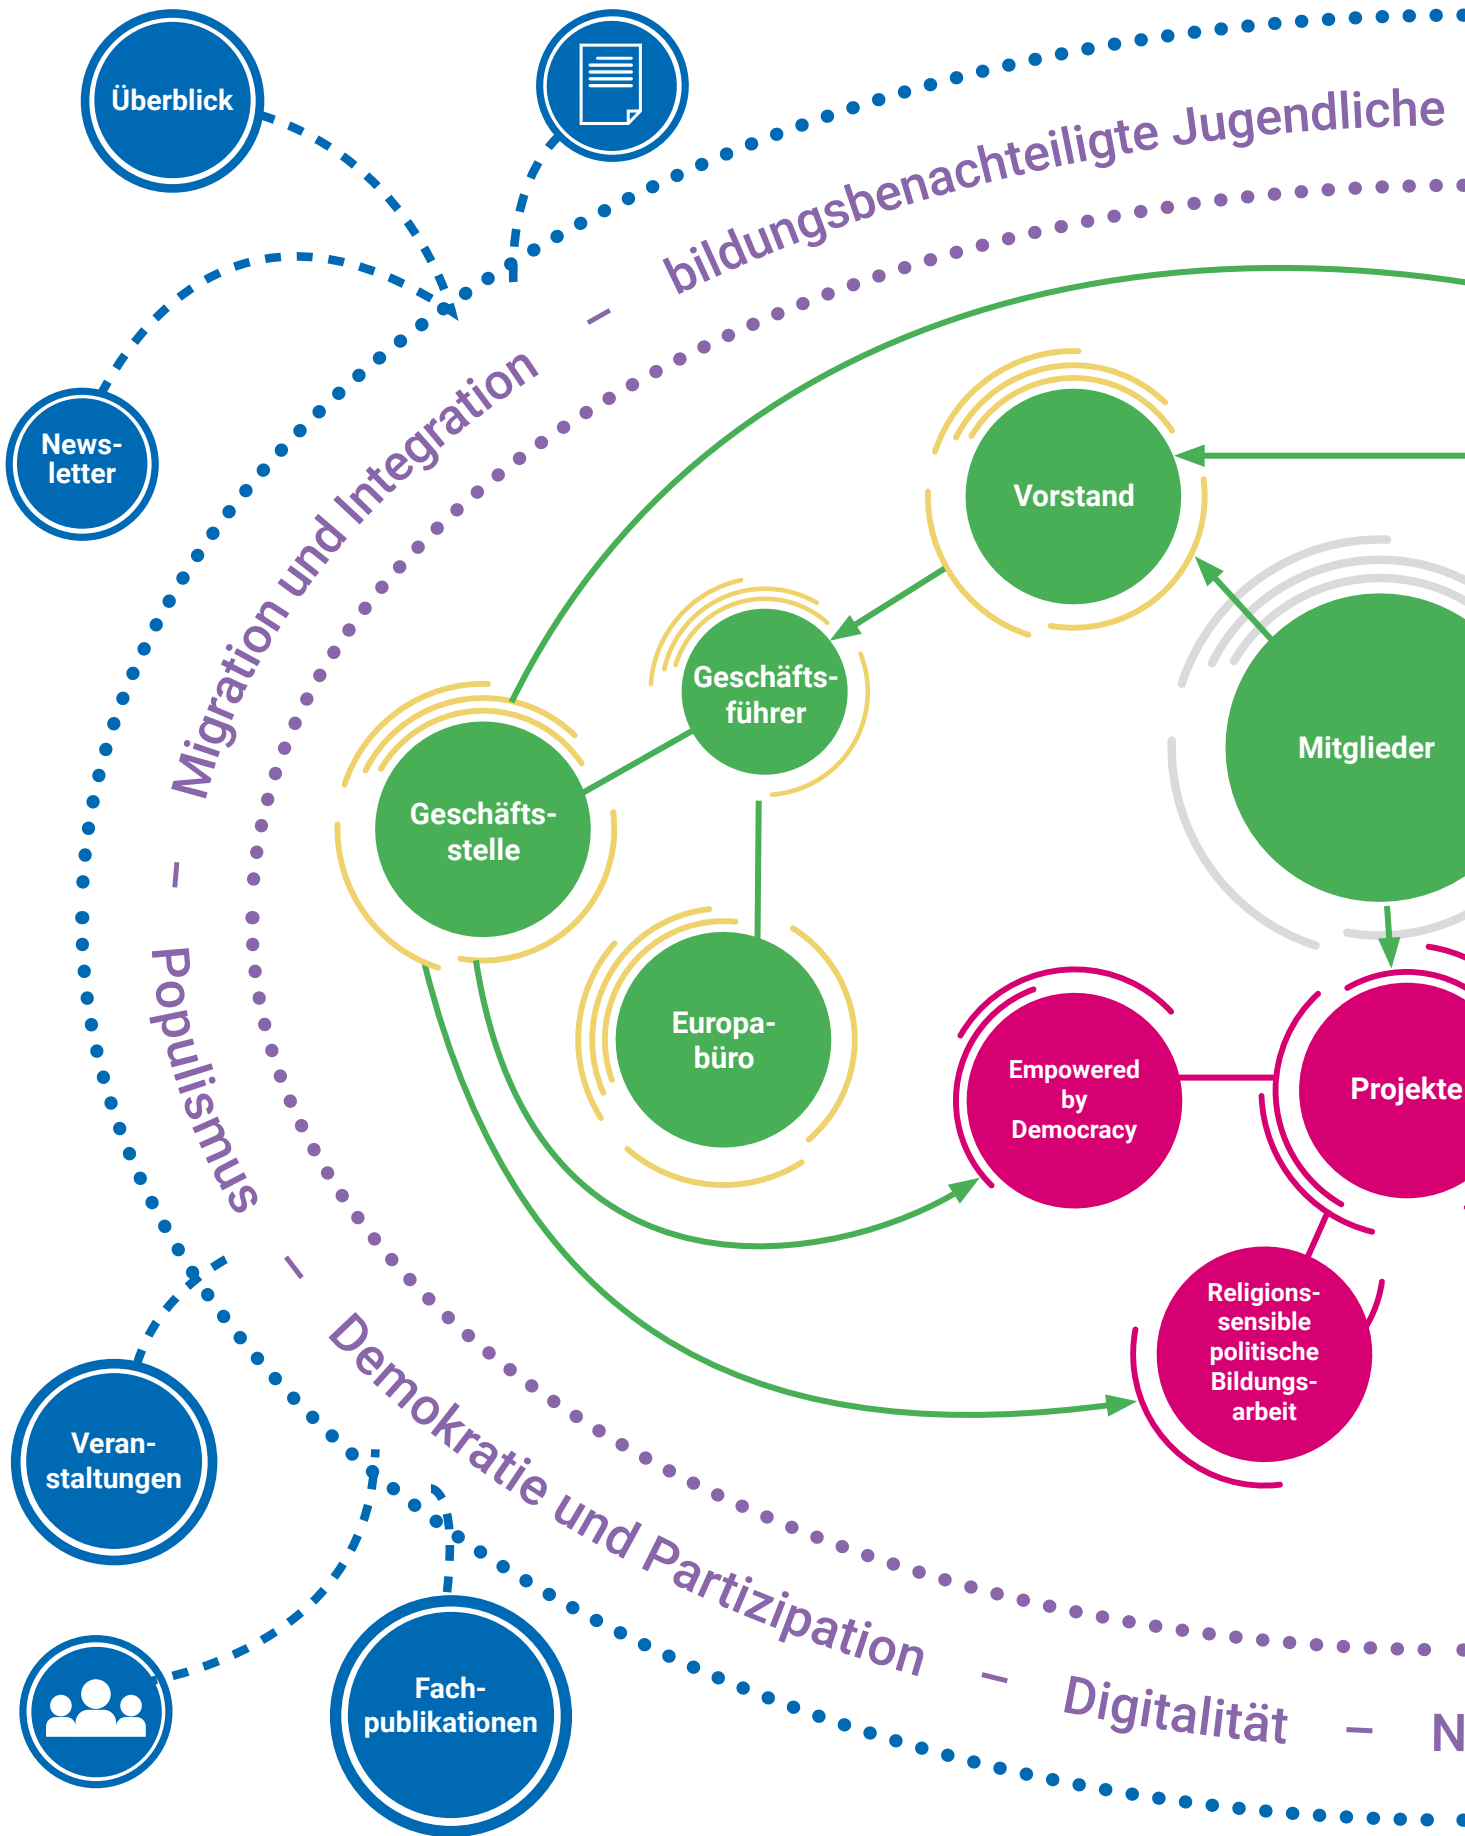 Überblick
bildungsbenachteiligte Jugendliche
–
Migration und Integration
News-
letter
Vorstand
Geschäfts-
führer
Mitglieder
Geschäfts-
stelle
–
Populismus
Europa-
büro
Empowered
by
Democracy
Projekte
–
Religions-
sensible
politische
Bildungs-
arbeit
Demokratie und Partizipation
–
Digitalität
–
N
Veran-
staltungen
Fach-
publikationen